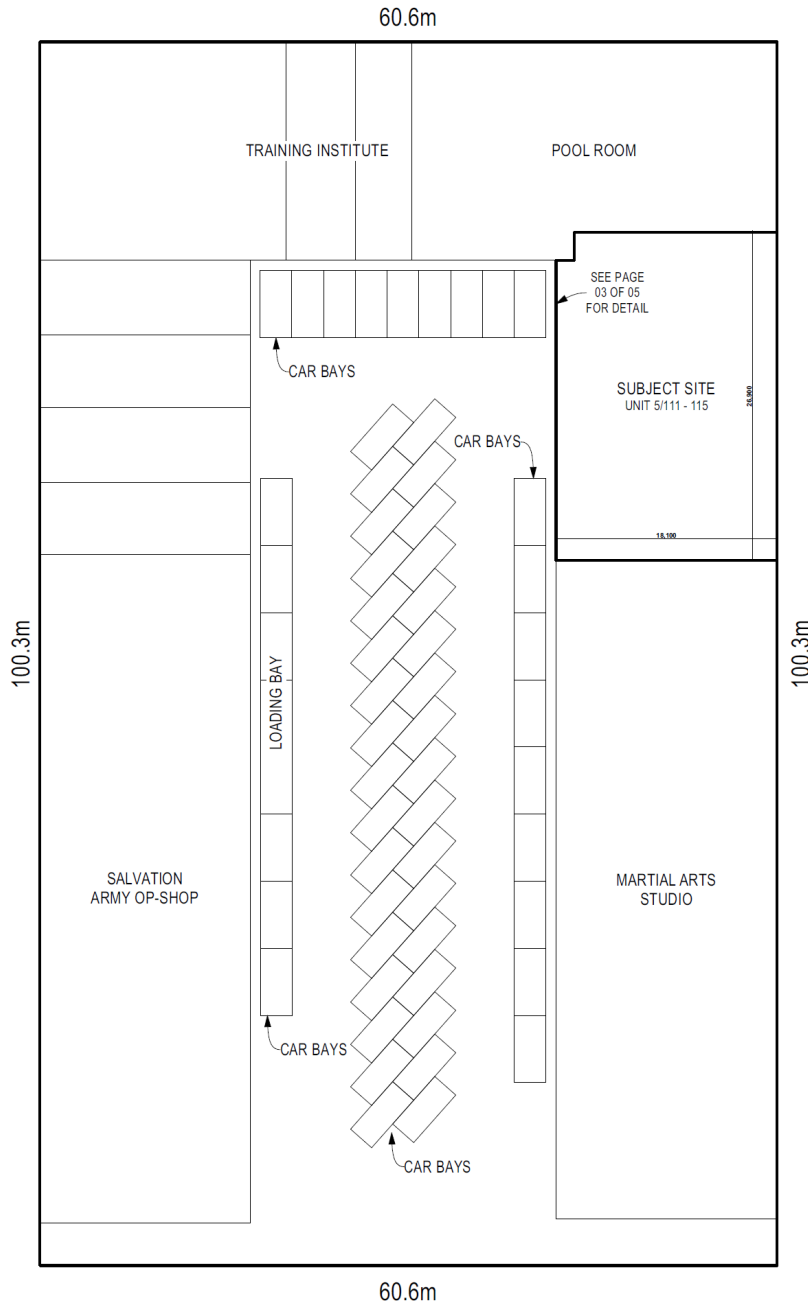 60.6m
TRAINING INSTITUTE
POOL ROOM
SEE PAGE
03 OF 05
FOR DETAIL
CAR BAYS
SUBJECT SITE
UNIT 5/111 - 115
26,900
CAR BAYS
18,100
100.3m
LOADING BAY
100.3m
SALVATION
ARMY OP-SHOP
MARTIAL ARTS
STUDIO
CAR BAYS
CAR BAYS
60.6m